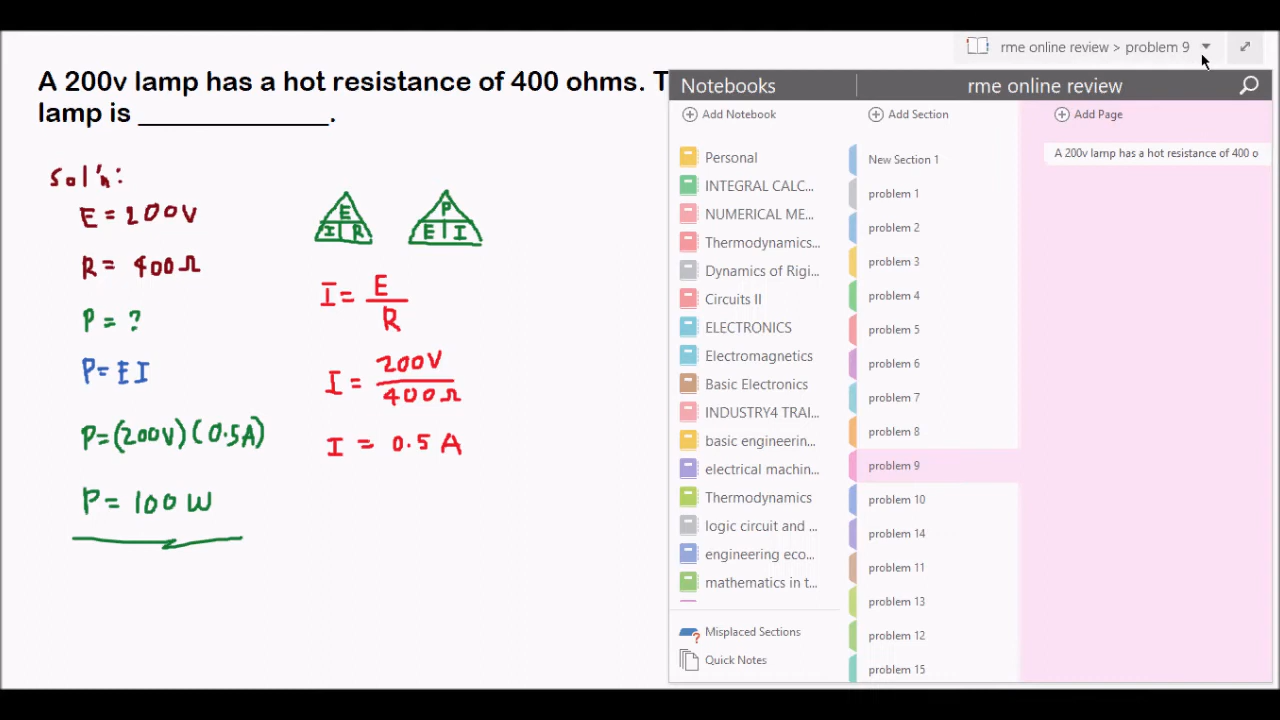 rme online review > problem 9
A 200v lamp has a hot resistance of 400 ohms. T
lamp is _____________.
Sol'n:
E = 200V
R = 400Ω
P = ?
P = EI
P = (200V) (0.5A)
P = 100 W
E
I R
P
E I
I = E
R
I = 200V
400Ω
I = 0.5 A
Notebooks
rme online review
Add Notebook
Add Section
Add Page
Personal
INTEGRAL CALC...
NUMERICAL ME...
Thermodynamics...
Dynamics of Rigi...
Circuits II
ELECTRONICS
Electromagnetics
Basic Electronics
INDUSTRY4 TRAI...
basic engineerin...
electrical machin...
Thermodynamics
logic circuit and ...
engineering eco...
mathematics in t...
Misplaced Sections
Quick Notes
New Section 1
problem 1
problem 2
problem 3
problem 4
problem 5
problem 6
problem 7
problem 8
problem 9
problem 10
problem 14
problem 11
problem 13
problem 12
problem 15
A 200v lamp has a hot resistance of 400 o